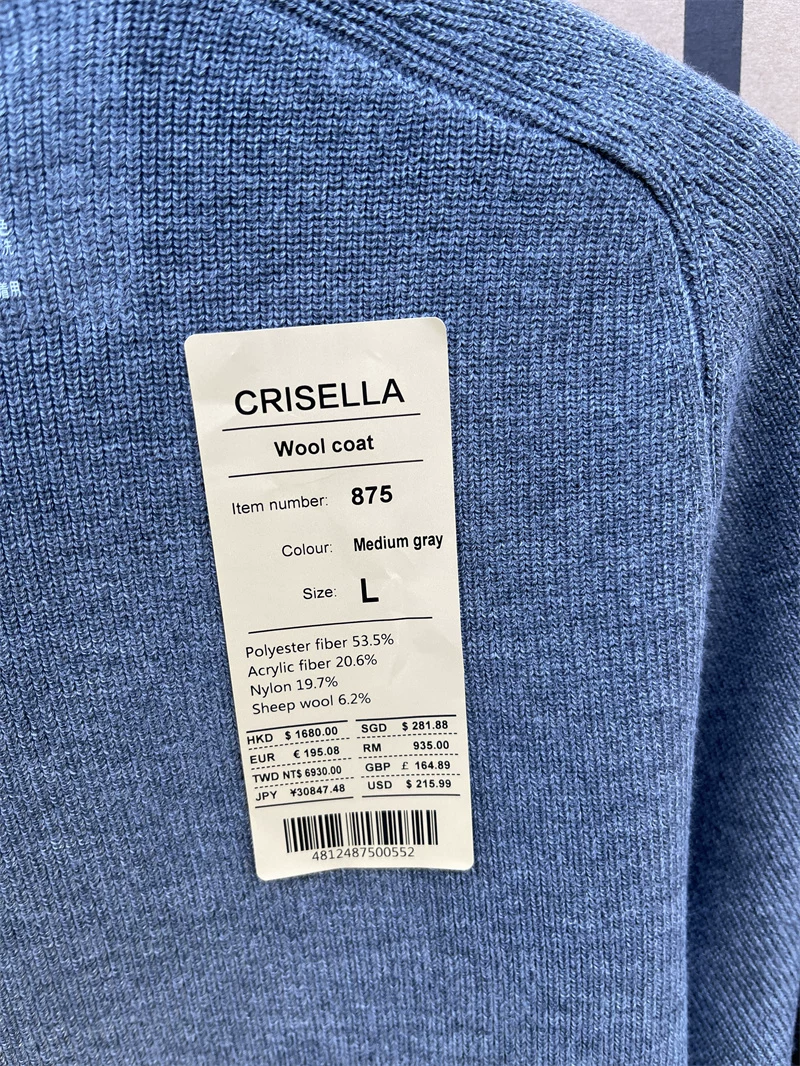 着用
CRISELLA
Wool coat
Item number: 875
Colour: Medium gray
Size: L
Polyester fiber 53.5%
Acrylic fiber 20.6%
Nylon 19.7%
Sheep wool 6.2%
HKD $ 1680.00 SGD $ 281.88
EUR € 195.08 RM 935.00
TWD NT$ 6930.00 GBP £ 164.89
JPY ¥30847.48 USD $ 215.99
4812487500552